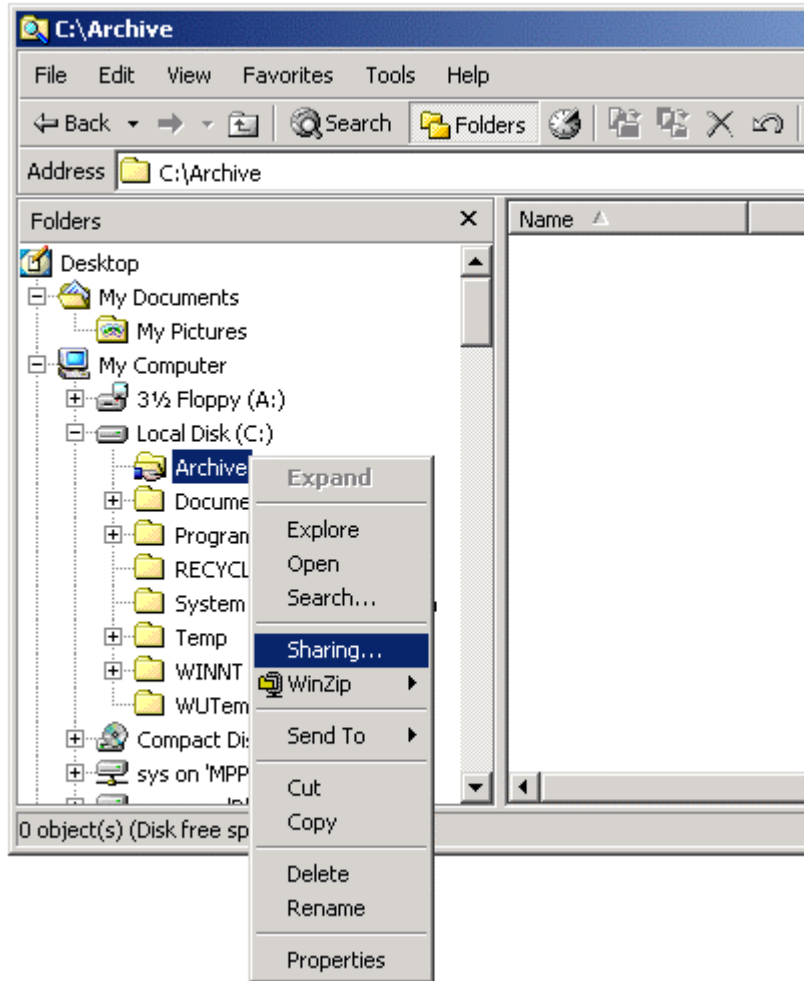 C:\Archive
File Edit View Favorites Tools Help
Back Search Folders
Address C:\Archive
Folders
Name
Desktop
My Documents
My Pictures
My Computer
3½ Floppy (A:)
Local Disk (C:)
Archive
Docume
Program
RECYCL
System
Temp
WINNT
WUTem
Compact Di
sys on 'MPP
0 object(s) (Disk free sp
Expand
Explore
Open
Search...
Sharing...
WinZip
Send To
Cut
Copy
Delete
Rename
Properties